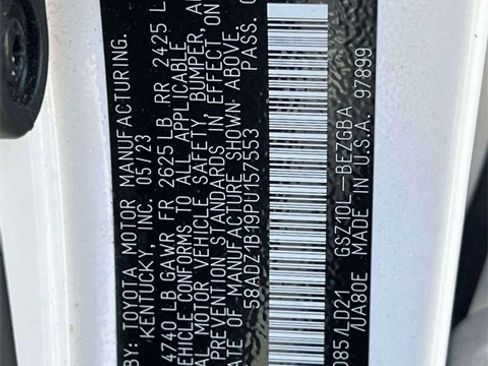 BY: TOYOTA MOTOR MANUFACTURING.
KENTUCKY, INC. 05/23
4740 LB GAWR FR 2625 LB RR 2425 L
VEHICLE CONFORMS TO ALL APPLICABLE
AL MOTOR VEHICLE SAFETY, BUMPER, A
PREVENTION STANDARDS IN EFFECT ON
ATE OF MANUFACTURE SHOWN ABOVE.
58ADZ1B19PU157553 PASS. C
085 /LD21 GSZ10L-BEZGBA
/UA80E MADE IN U.S.A. 97899